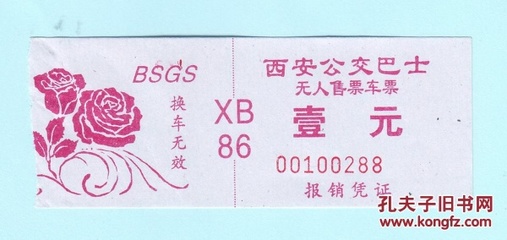 BSGS
换车无效
XB
86
西安公交巴士
无人售票车票
壹 元
00100288
报销凭证
孔夫子旧书网
www.kongfz.com